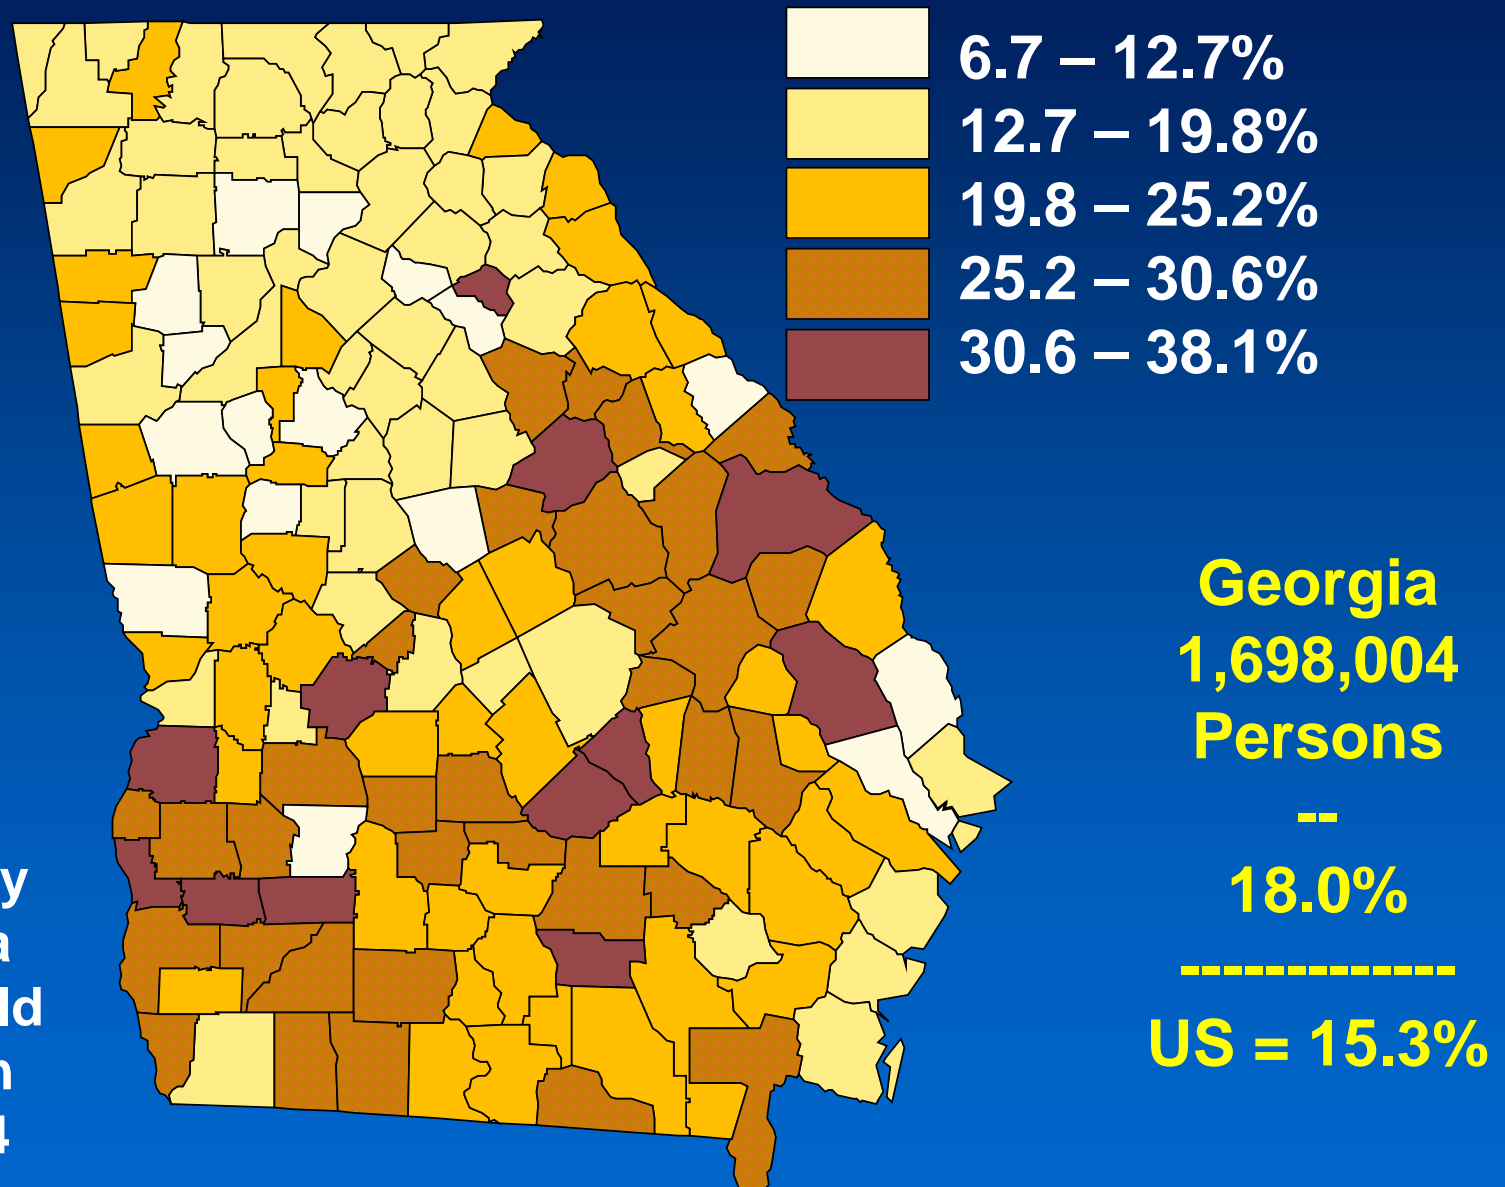 6.7 – 12.7%
12.7 – 19.8%
19.8 – 25.2%
25.2 – 30.6%
30.6 – 38.1%
Georgia
1,698,004
Persons
--
18.0%
-------------
US = 15.3%